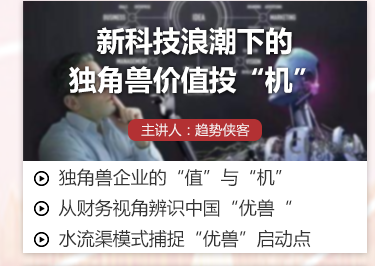 新科技浪潮下的
独角兽价值投“机”
主讲人：趋势侠客
独角兽企业的“值”与“机”
从财务视角辨识中国“优兽“
水流渠模式捕捉“优兽”启动点